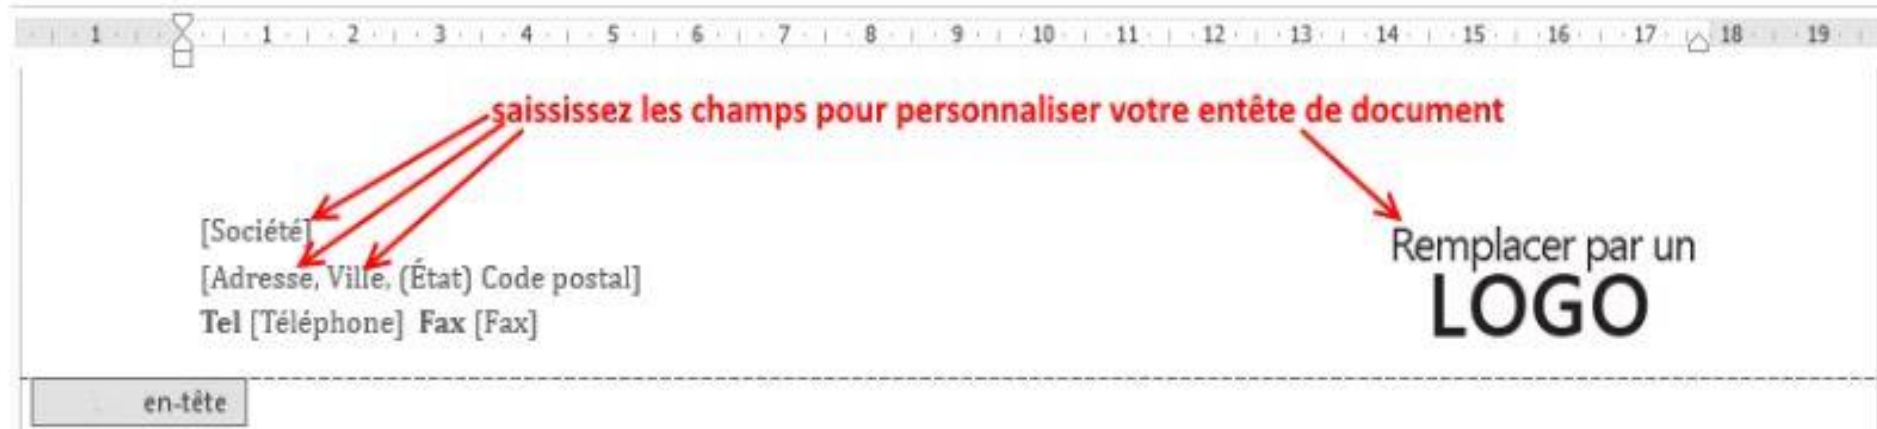 1 1 2 3 4 5 6 7 8 9 10 11 12 13 14 15 16 17 18 19
saississez les champs pour personnaliser votre entête de document
[Société]
[Adresse, Ville, (État) Code postal]
Tel [Téléphone] Fax [Fax]
Remplacer par un
LOGO
en-tête